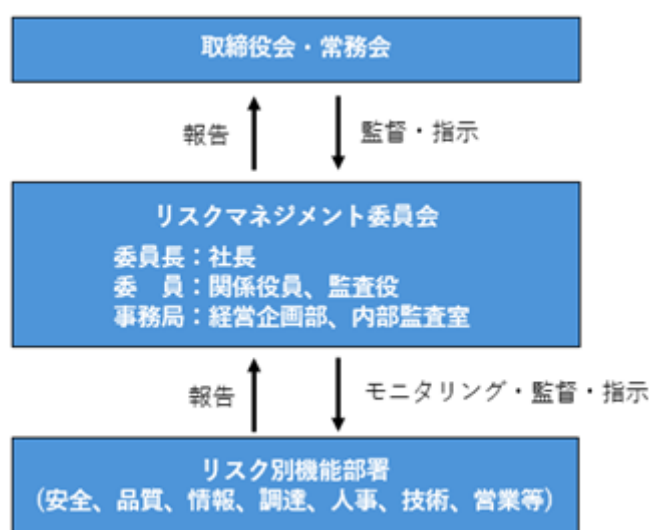 取締役会・常務会
報告
監督・指示
リスクマネジメント委員会
委員長：社長
委　員：関係役員、監査役
事務局：経営企画部、内部監査室
報告
モニタリング・監督・指示
リスク別機能部署
（安全、品質、情報、調達、人事、技術、営業等）